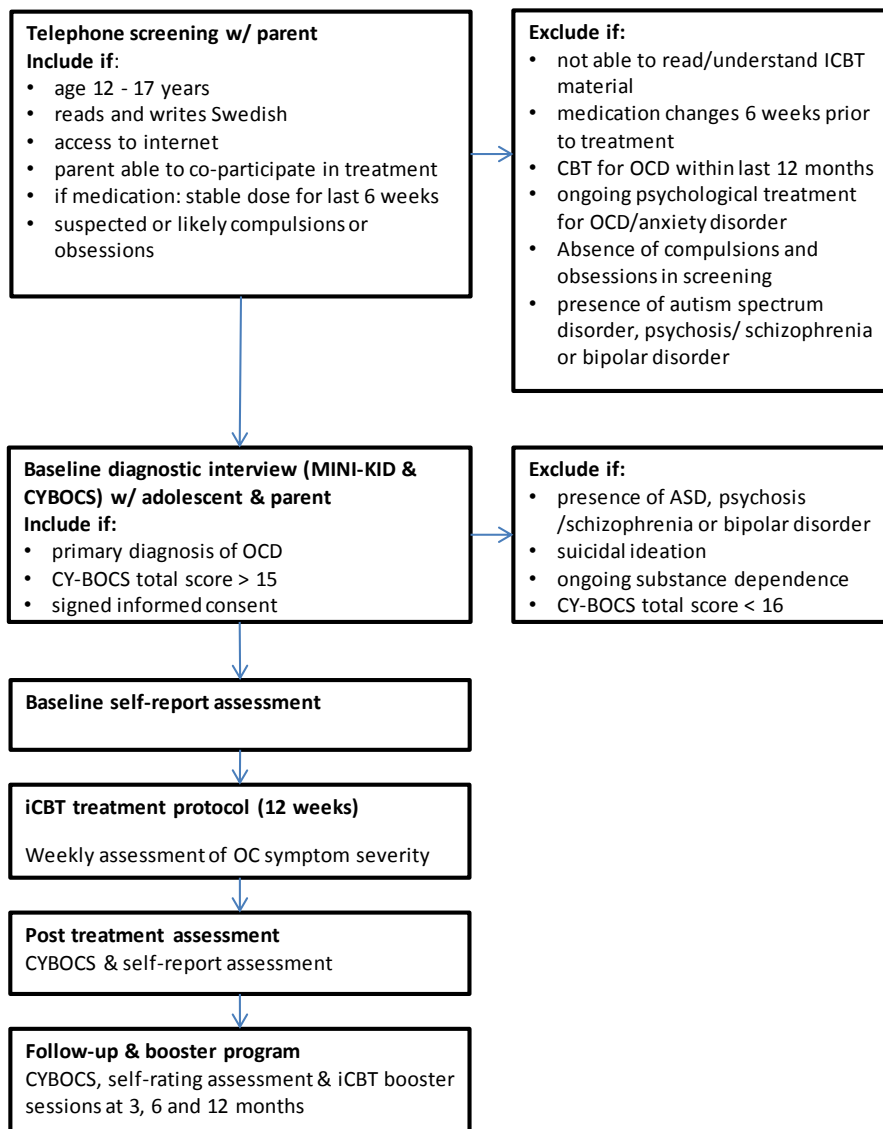 Telephone screening w/ parent
Include if:
• age 12 - 17 years
• reads and writes Swedish
• access to internet
• parent able to co-participate in treatment
• if medication: stable dose for last 6 weeks
• suspected or likely compulsions or
obsessions
Exclude if:
• not able to read/understand ICBT
material
• medication changes 6 weeks prior
to treatment
• CBT for OCD within last 12 months
• ongoing psychological treatment
for OCD/anxiety disorder
• Absence of compulsions and
obsessions in screening
• presence of autism spectrum
disorder, psychosis/ schizophrenia
or bipolar disorder
Baseline diagnostic interview (MINI-KID &
CYBOCS) w/ adolescent & parent
Include if:
• primary diagnosis of OCD
• CY-BOCS total score > 15
• signed informed consent
Exclude if:
• presence of ASD, psychosis
/schizophrenia or bipolar disorder
• suicidal ideation
• ongoing substance dependence
• CY-BOCS total score < 16
Baseline self-report assessment
iCBT treatment protocol (12 weeks)
Weekly assessment of OC symptom severity
Post treatment assessment
CYBOCS & self-report assessment
Follow-up & booster program
CYBOCS, self-rating assessment & iCBT booster
sessions at 3, 6 and 12 months